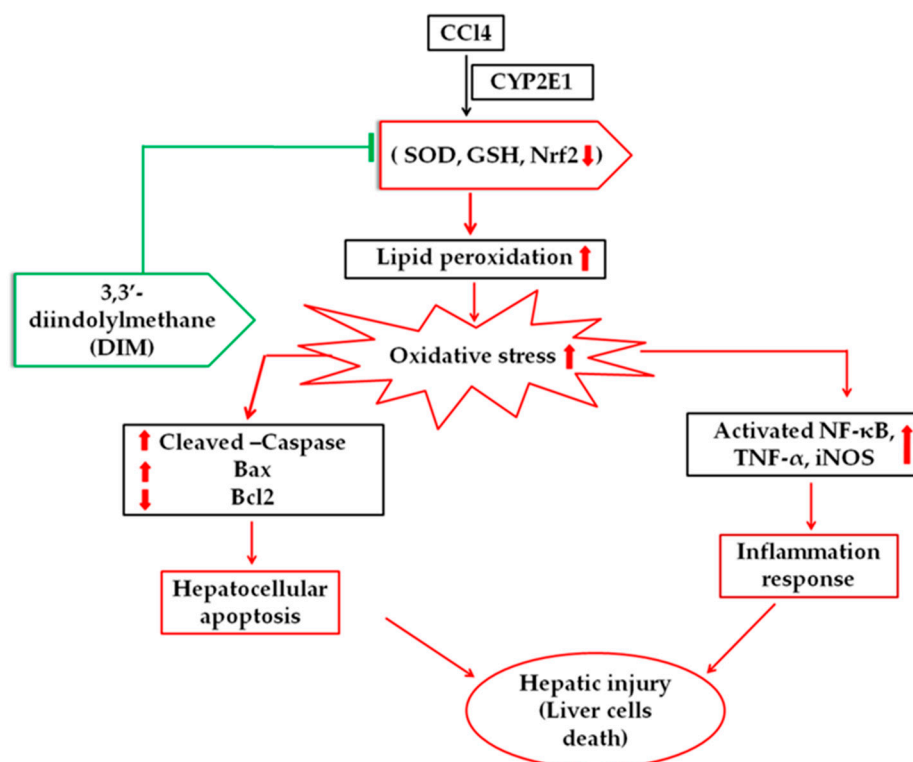 CCl4
CYP2E1
( SOD, GSH, Nrf2 )
Lipid peroxidation
3,3'-
diindolylmethane
(DIM)
Oxidative stress
Cleaved –Caspase
Bax
Bcl2
Activated NF-κB,
TNF-α, iNOS
Hepatocellular
apoptosis
Inflammation
response
Hepatic injury
(Liver cells
death)